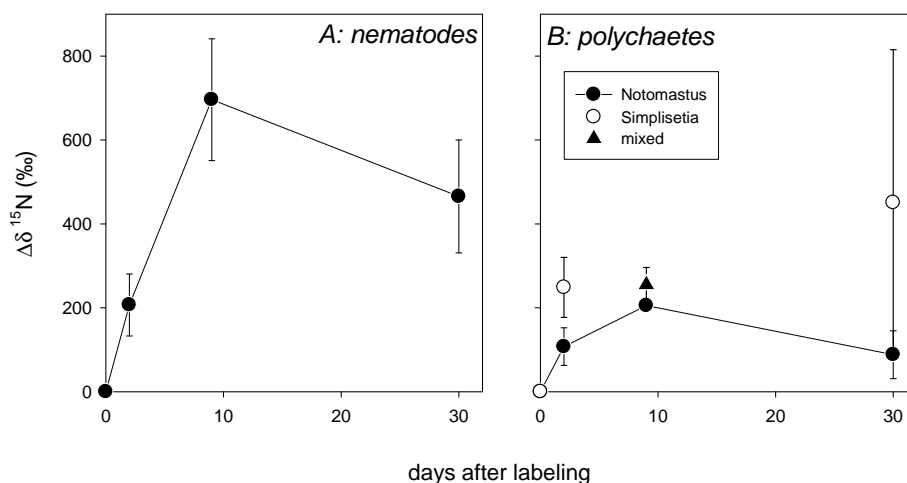 A: nematodes
B: polychaetes
800
600
400
200
0
Δδ ¹⁵N (‰)
Notomastus
Simplisetia
mixed
0 10 20 30
0 10 20 30
days after labeling